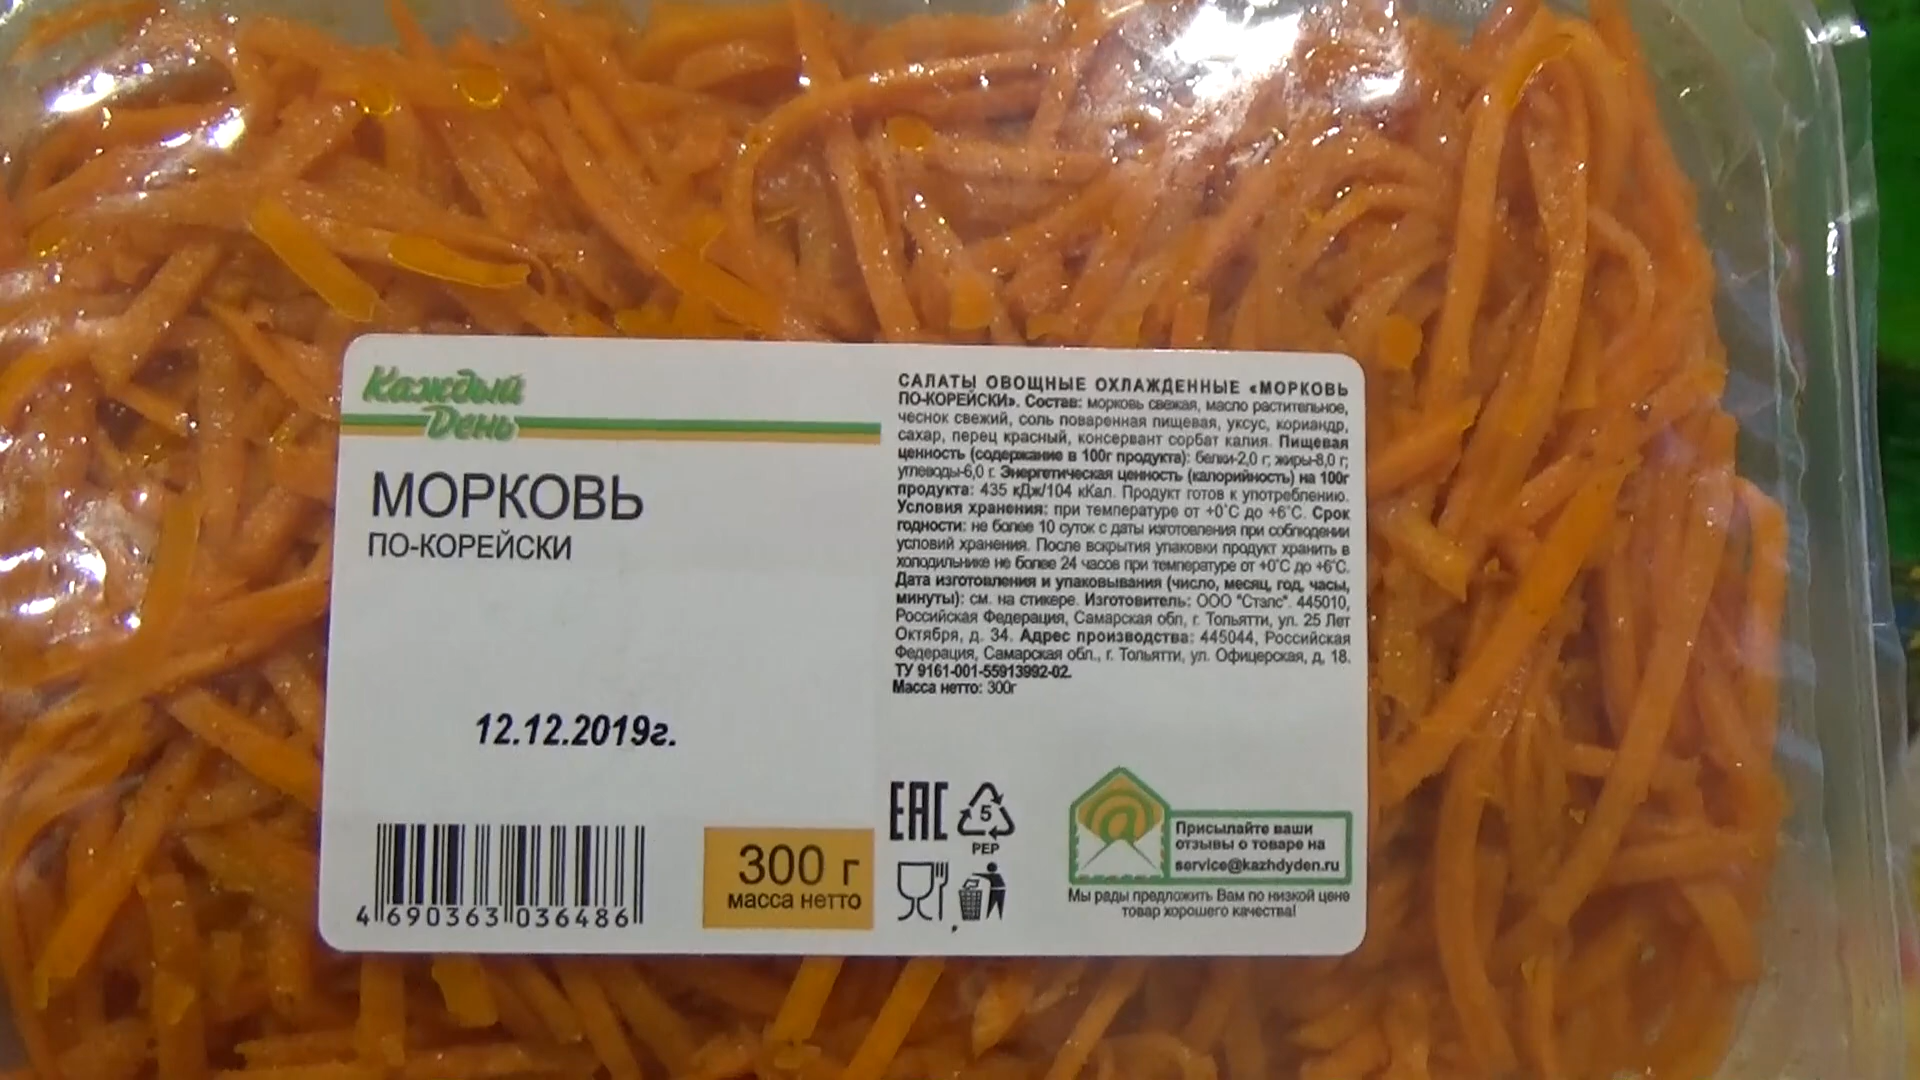 Каждый
День
МОРКОВЬ
ПО-КОРЕЙСКИ
12.12.2019г.
4 690363 036486
300 г
масса нетто
САЛАТЫ ОВОЩНЫЕ ОХЛАЖДЕННЫЕ «МОРКОВЬ
ПО-КОРЕЙСКИ». Состав: морковь свежая, масло растительное,
чеснок свежий, соль поваренная пищевая, уксус, кориандр,
сахар, перец красный, консервант сорбат калия. Пищевая
ценность (содержание в 100г продукта): белки-2,0 г; жиры-8,0 г;
углеводы-6,0 г. Энергетическая ценность (калорийность) на 100г
продукта: 435 кДж/104 кКал. Продукт готов к употреблению.
Условия хранения: при температуре от +0°С до +6°С. Срок
годности: не более 10 суток с даты изготовления при соблюдении
условий хранения. После вскрытия упаковки продукт хранить в
холодильнике не более 24 часов при температуре от +0°С до +6°С.
Дата изготовления и упаковывания (число, месяц, год, часы,
минуты): см. на стикере. Изготовитель: ООО "Стэлс". 445010,
Российская Федерация, Самарская обл, г. Тольятти, ул. 25 Лет
Октября, д. 34. Адрес производства: 445044, Российская
Федерация, Самарская обл., г. Тольятти, ул. Офицерская, д, 18.
ТУ 9161-001-55913992-02.
Масса нетто: 300г
EAC
5
PEP
Присылайте ваши
отзывы о товаре на
service@kazhdyden.ru
Мы рады предложить Вам по низкой цене
товар хорошего качества!